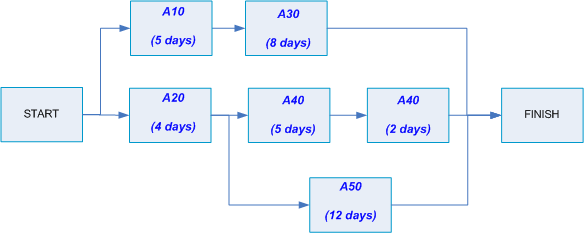 A10
(5 days)
A30
(8 days)
START
A20
(4 days)
A40
(5 days)
A40
(2 days)
FINISH
A50
(12 days)